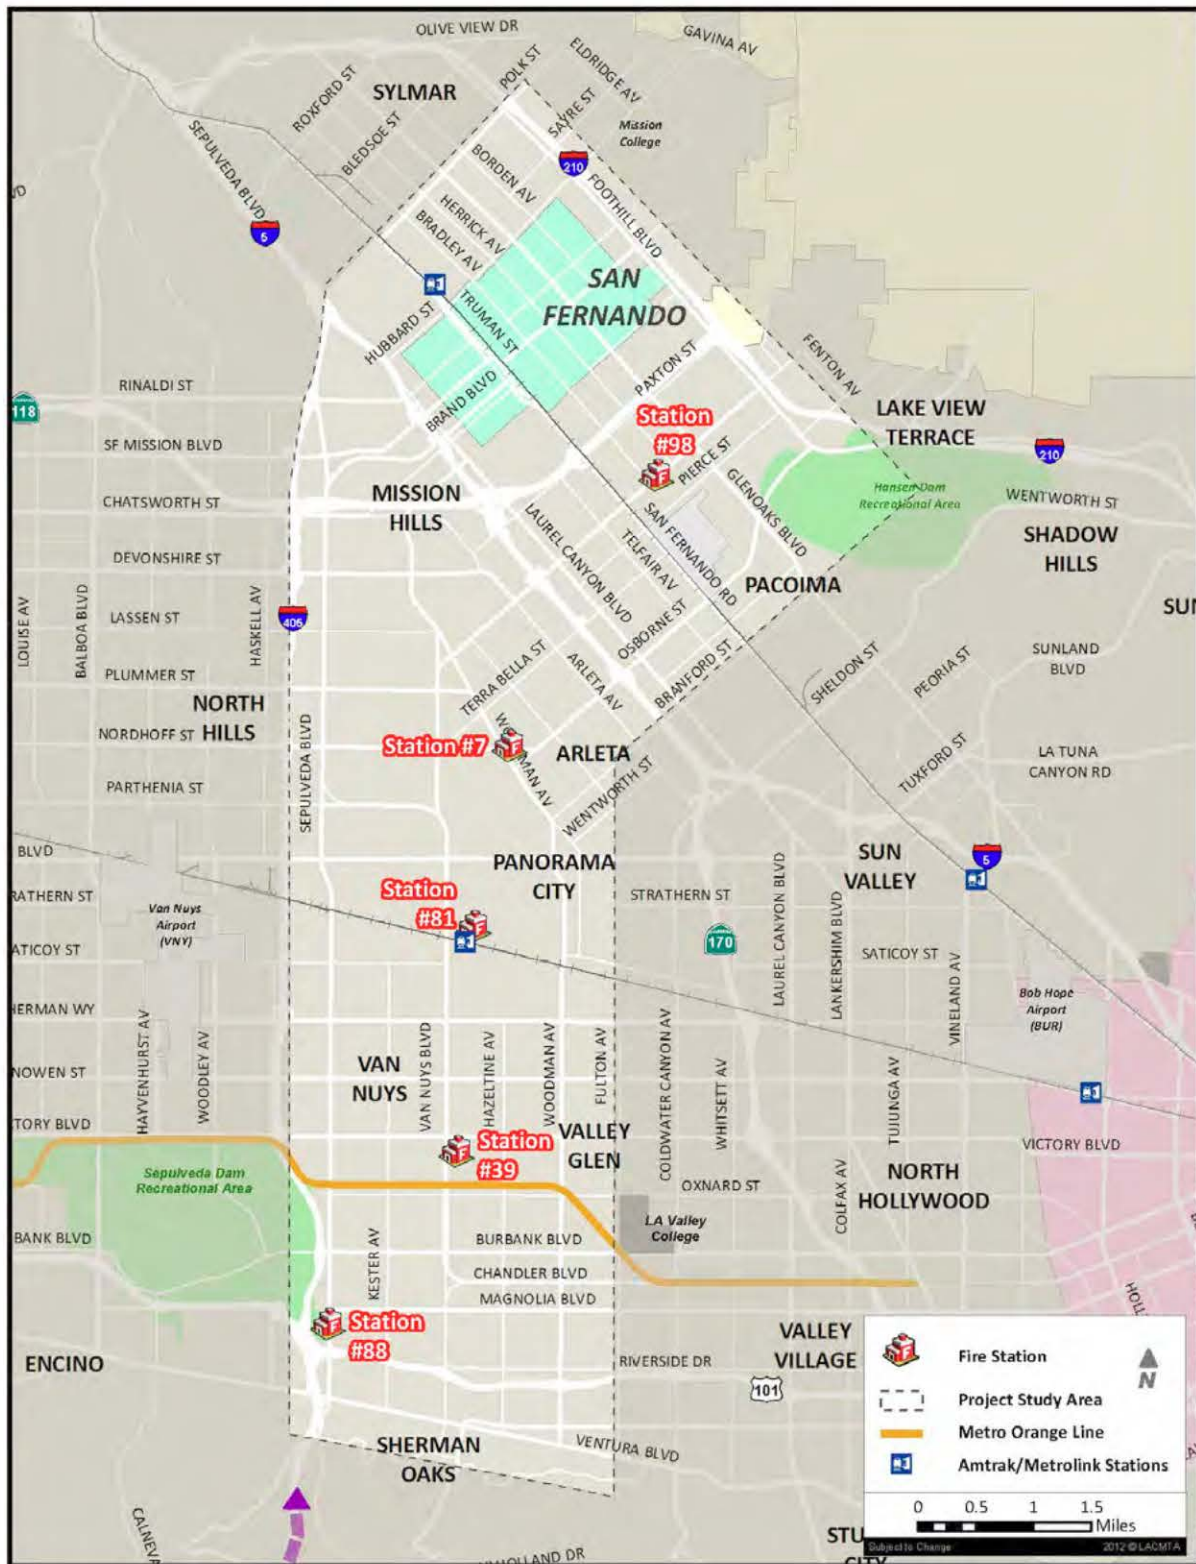 OLIVE VIEW DR
GAVINA AV
POLK ST
ELDRIDGE AV
SYLMAR
ROXFORD ST
SAYRE ST
Mission
College
BLEDSOE ST
SEPULVEDA BLVD
BORDEN AV
210
FOOTHILL BLVD
HERRICK AV
BRADLEY AV
5
SAN
FERNANDO
TRUMAN ST
HUBBARD ST
FENTON AV
PAXTON ST
RINALDI ST
118
BRAND BLVD
LAKE VIEW
TERRACE
Station
#98
SF MISSION BLVD
PIERCE ST
210
GLENOAKS BLVD
MISSION
HILLS
Hansen Dam
Recreational Area
WENTWORTH ST
CHATSWORTH ST
LAUREL CANYON BLVD
SAN FERNANDO RD
TELFAIR AV
SHADOW
HILLS
DEVONSHIRE ST
PACOIMA
LOUISE AV
BALBOA BLVD
HASKELL AV
LASSEN ST
405
OSBORNE ST
SUN
SUNLAND
BLVD
PLUMMER ST
TERRA BELLA ST
ARLETA AV
BRANFORD ST
SHELDON ST
PEORIA ST
NORTH
HILLS
NORDHOFF ST
SEPULVEDA BLVD
Station #7
ARLETA
TUXFORD ST
LA TUNA
CANYON RD
PARTHENIA ST
WENTWORTH ST
BLVD
PANORAMA
CITY
SUN
VALLEY
5
Station
#81
STRATHERN ST
RATHERN ST
LAUREL CANYON BLVD
LANKERSHIM BLVD
Van Nuys
Airport
(VNY)
170
ATICOY ST
SATICOY ST
VINELAND AV
Bob Hope
Airport
(BUR)
HERMAN WY
HAYVENHURST AV
WOODLEY AV
VAN
NUYS
VAN NUYS BLVD
HAZELTINE AV
WOODMAN AV
FULTON AV
COLDWATER CANYON AV
WHITSETT AV
TUJUNGA AV
NOWEN ST
CTORY BLVD
VALLEY
GLEN
VICTORY BLVD
Station
#39
Sepulveda Dam
Recreational Area
OXNARD ST
COLFAX AV
NORTH
HOLLYWOOD
LA Valley
College
BANK BLVD
KESTER AV
BURBANK BLVD
CHANDLER BLVD
MAGNOLIA BLVD
Station
#88
VALLEY
VILLAGE
ENCINO
RIVERSIDE DR
101
SHERMAN
OAKS
VENTURA BLVD
Fire Station
N
Project Study Area
Metro Orange Line
Amtrak/Metrolink Stations
0 0.5 1 1.5
Miles
Subject to Change
2012 © LACMTA